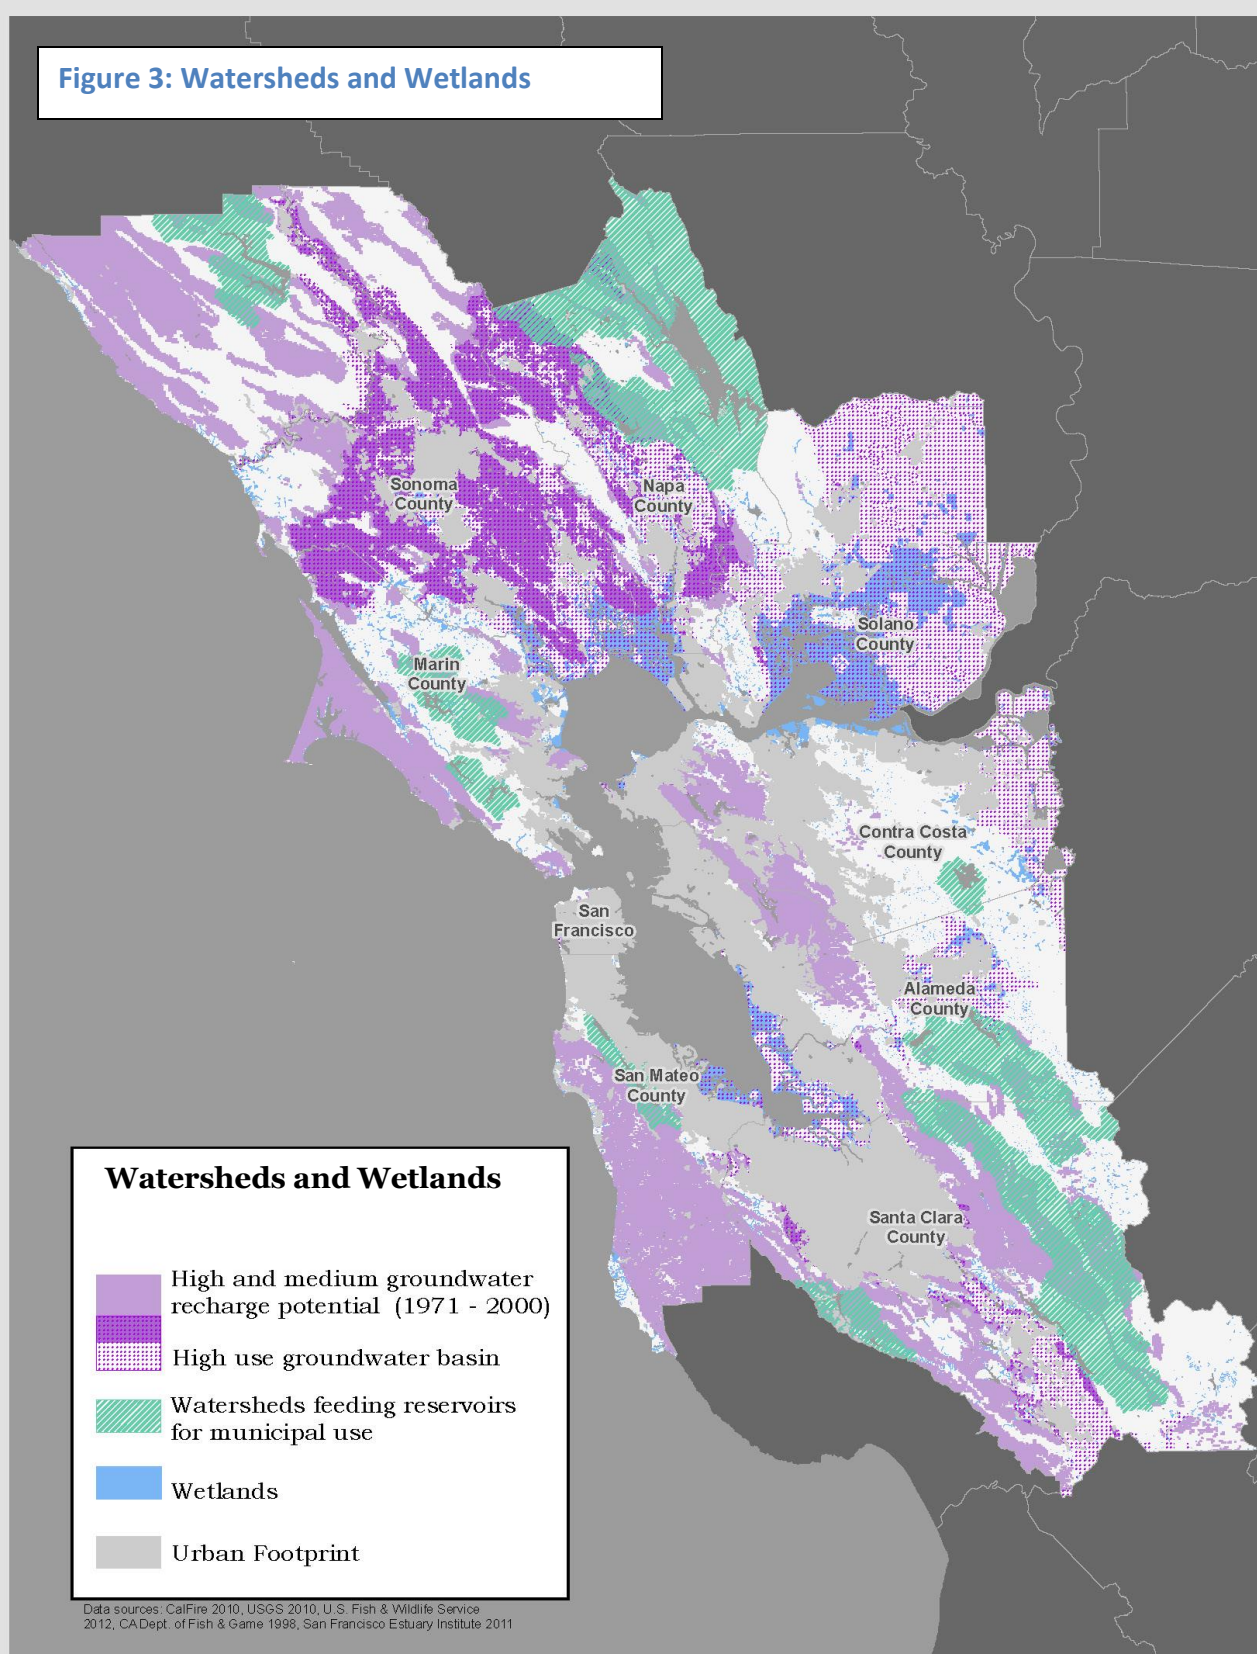 Figure 3: Watersheds and Wetlands
Sonoma
County
Napa
County
Solano
County
Marin
County
Contra Costa
County
San
Francisco
Alameda
County
San Mateo
County
Santa Clara
County
Watersheds and Wetlands
High and medium groundwater
recharge potential (1971 - 2000)
High use groundwater basin
Watersheds feeding reservoirs
for municipal use
Wetlands
Urban Footprint
Data sources: CalFire 2010, USGS 2010, U.S. Fish & Wildlife Service
2012, CA Dept. of Fish & Game 1998, San Francisco Estuary Institute 2011